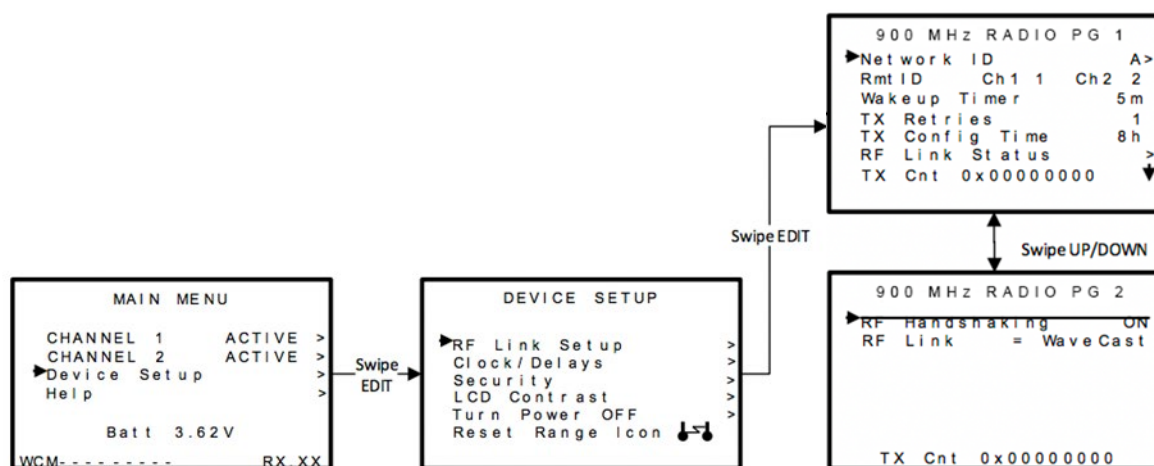 900 MHz RADIO PG 1
Network ID A>
RmtID Ch1 1 Ch2 2
Wakeup Timer 5m
TX Retries 1
TX Config Time 8h
RF Link Status >
TX Cnt 0x00000000
Swipe EDIT
Swipe UP/DOWN
MAIN MENU
CHANNEL 1 ACTIVE >
CHANNEL 2 ACTIVE >
Device Setup >
Help >
Batt 3.62V
WCM--------- RX.XX
Swipe
EDIT
DEVICE SETUP
RF Link Setup >
Clock/Delays >
Security >
LCD Contrast >
Turn Power OFF >
Reset Range Icon
900 MHz RADIO PG 2
RF Handshaking ON
RF Link = WaveCast
TX Cnt 0x00000000